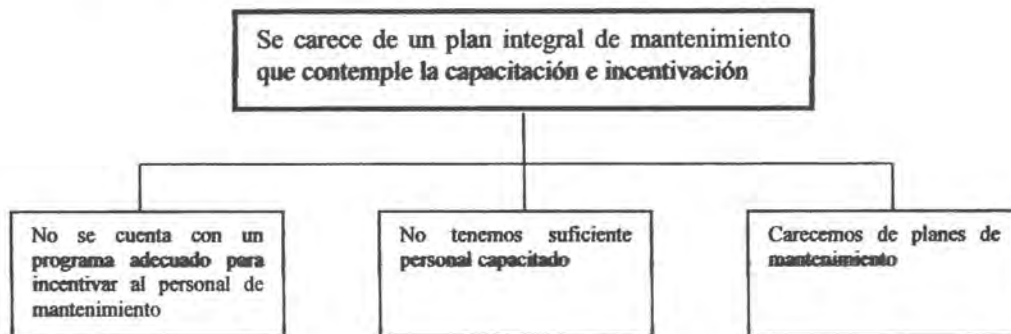 Se carece de un plan integral de mantenimiento
que contemple la capacitación e incentivación
No se cuenta con un
programa adecuado para
incentivar al personal de
mantenimiento
No tenemos suficiente
personal capacitado
Carecemos de planes de
mantenimiento